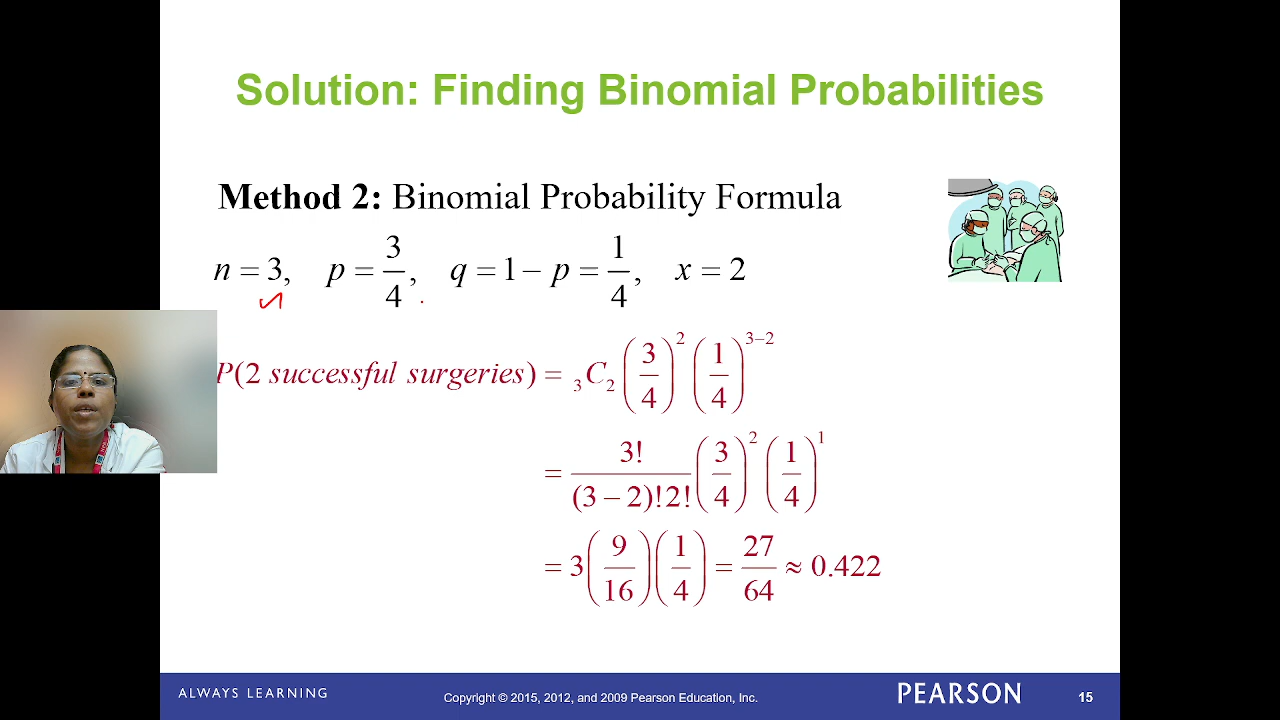 Solution: Finding Binomial Probabilities
Method 2: Binomial Probability Formula
n = 3, p = 3/4, q = 1 − p = 1/4, x = 2
P(2 successful surgeries) = ₃C₂ (3/4)² (1/4)³⁻²
= 3!/((3 − 2)!2!) (3/4)² (1/4)¹
= 3(9/16)(1/4) = 27/64 ≈ 0.422
ALWAYS LEARNING
Copyright © 2015, 2012, and 2009 Pearson Education, Inc.
PEARSON
15